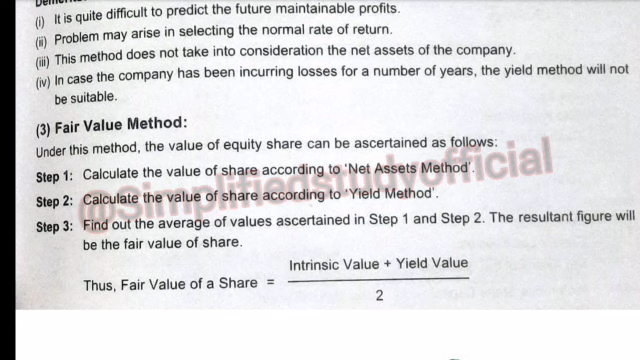 (i) It is quite difficult to predict the future maintainable profits.
(ii) Problem may arise in selecting the normal rate of return.
(iii) This method does not take into consideration the net assets of the company.
(iv) In case the company has been incurring losses for a number of years, the yield method will not
be suitable.
(3) Fair Value Method:
Under this method, the value of equity share can be ascertained as follows:
Step 1: Calculate the value of share according to 'Net Assets Method'.
Step 2: Calculate the value of share according to 'Yield Method'.
Step 3: Find out the average of values ascertained in Step 1 and Step 2. The resultant figure will
be the fair value of share.
Thus, Fair Value of a Share = Intrinsic Value + Yield Value
2